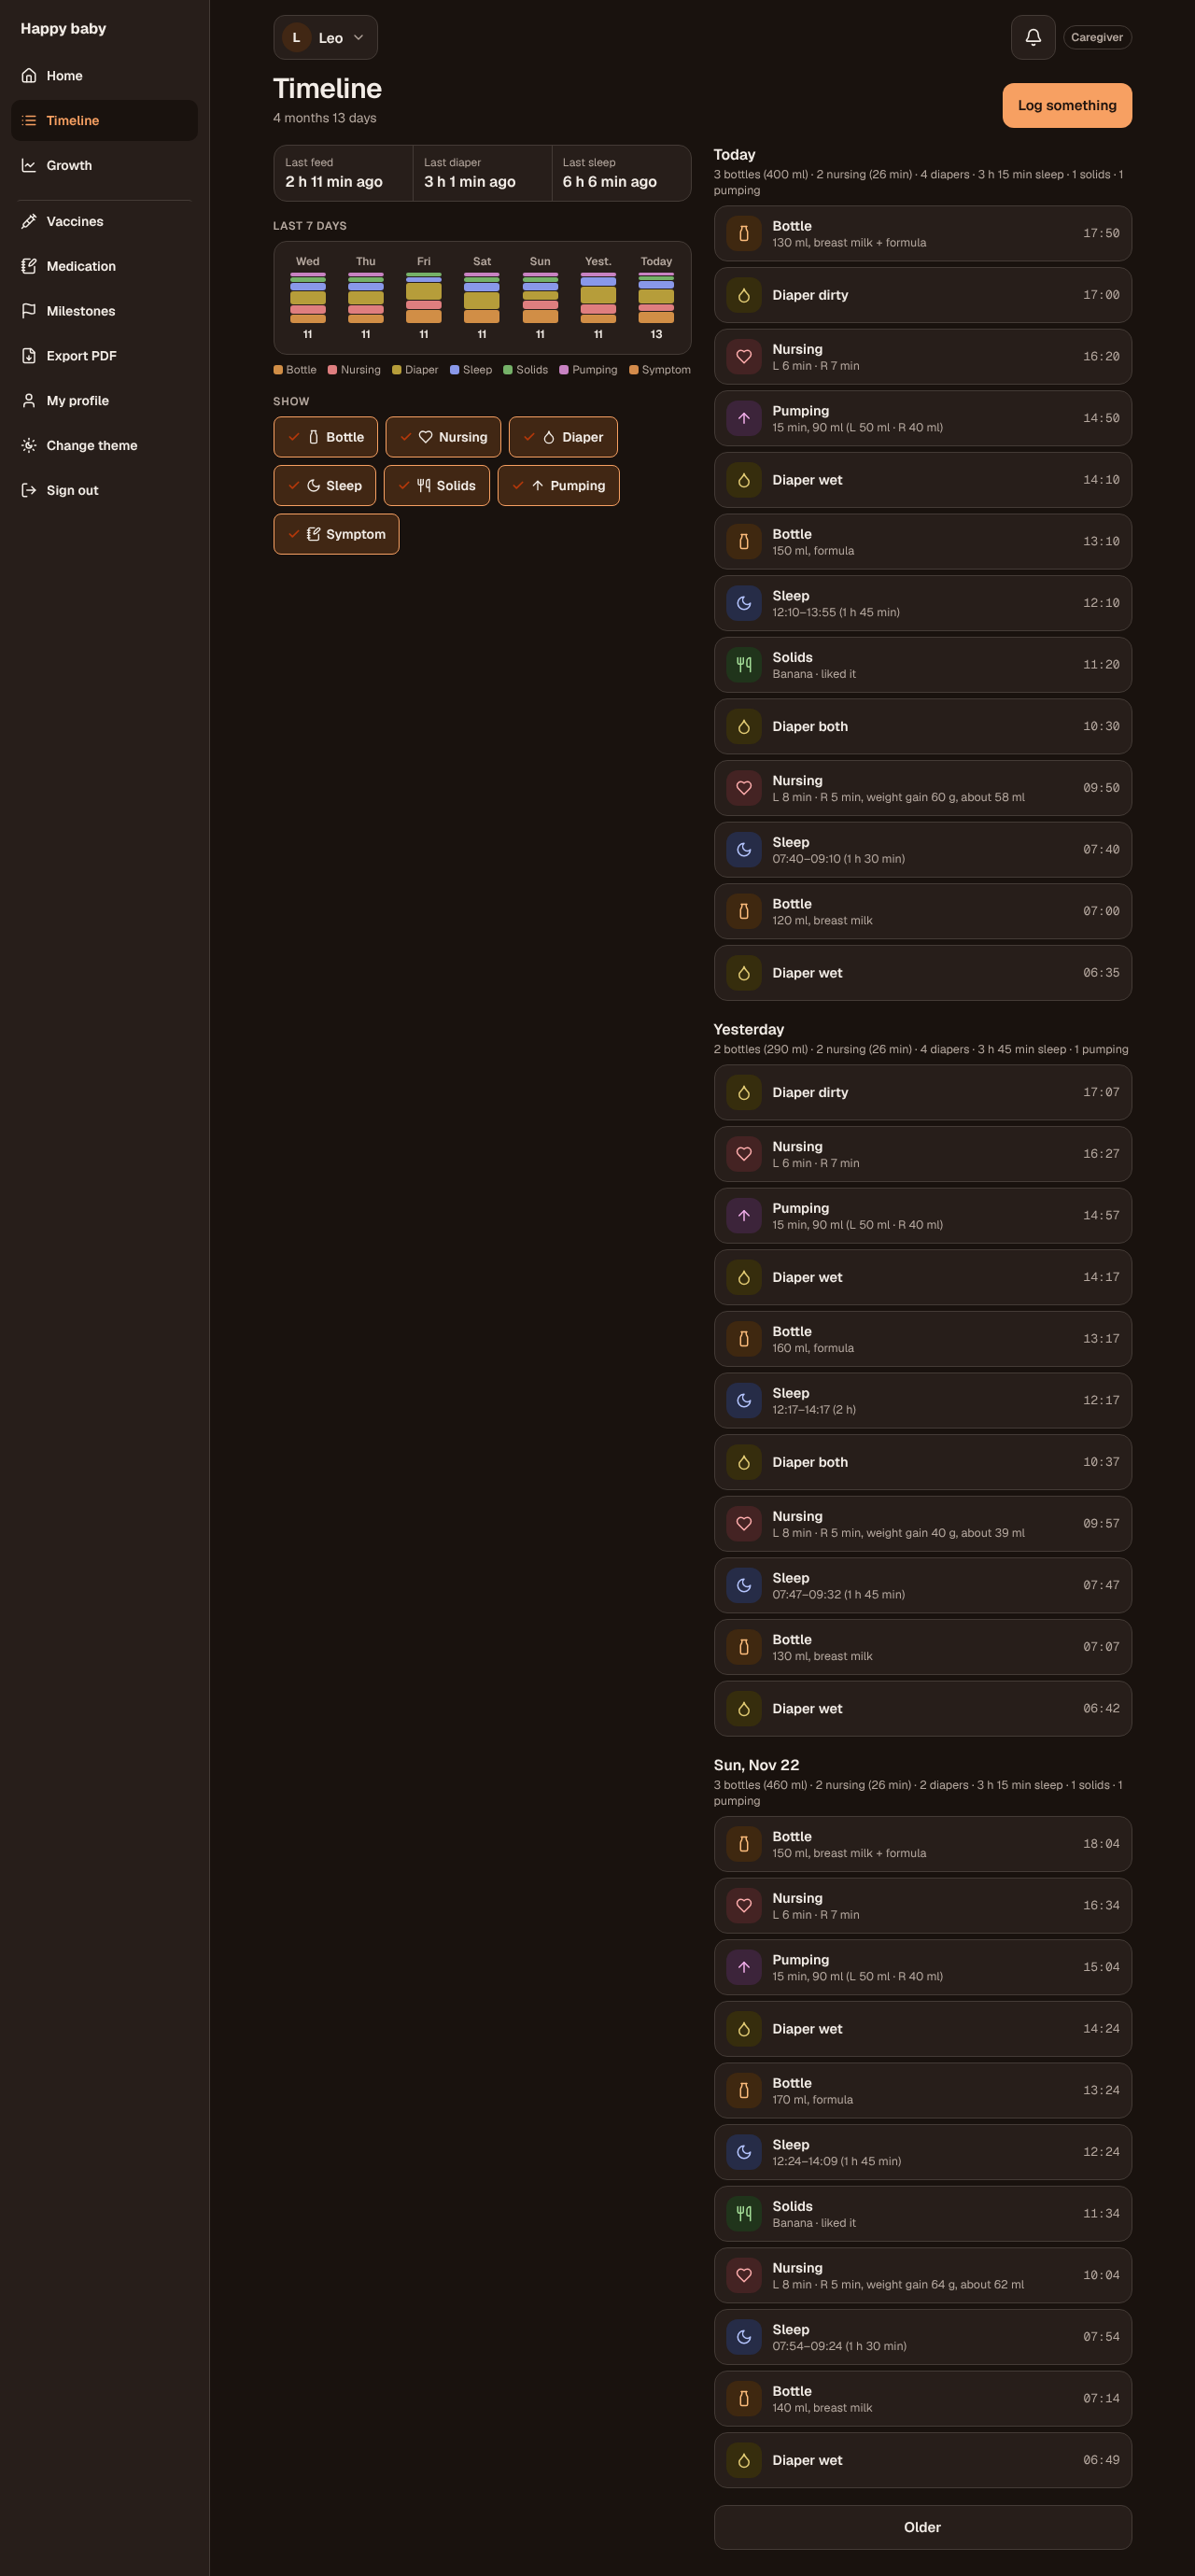 Happy baby
Home
Timeline
Growth
Vaccines
Medication
Milestones
Export PDF
My profile
Change theme
Sign out
L Leo
Caregiver
Timeline
4 months 13 days
Log something
Last feed
2 h 11 min ago
Last diaper
3 h 1 min ago
Last sleep
6 h 6 min ago
LAST 7 DAYS
Wed Thu Fri Sat Sun Yest. Today
11 11 11 11 11 11 13
Bottle Nursing Diaper Sleep Solids Pumping Symptom
SHOW
Bottle Nursing Diaper
Sleep Solids Pumping
Symptom
Today
3 bottles (400 ml) · 2 nursing (26 min) · 4 diapers · 3 h 15 min sleep · 1 solids · 1
pumping
Bottle
130 ml, breast milk + formula
17:50
Diaper dirty
17:00
Nursing
L 6 min · R 7 min
16:20
Pumping
15 min, 90 ml (L 50 ml · R 40 ml)
14:50
Diaper wet
14:10
Bottle
150 ml, formula
13:10
Sleep
12:10–13:55 (1 h 45 min)
12:10
Solids
Banana · liked it
11:20
Diaper both
10:30
Nursing
L 8 min · R 5 min, weight gain 60 g, about 58 ml
09:50
Sleep
07:40–09:10 (1 h 30 min)
07:40
Bottle
120 ml, breast milk
07:00
Diaper wet
06:35
Yesterday
2 bottles (290 ml) · 2 nursing (26 min) · 4 diapers · 3 h 45 min sleep · 1 pumping
Diaper dirty
17:07
Nursing
L 6 min · R 7 min
16:27
Pumping
15 min, 90 ml (L 50 ml · R 40 ml)
14:57
Diaper wet
14:17
Bottle
160 ml, formula
13:17
Sleep
12:17–14:17 (2 h)
12:17
Diaper both
10:37
Nursing
L 8 min · R 5 min, weight gain 40 g, about 39 ml
09:57
Sleep
07:47–09:32 (1 h 45 min)
07:47
Bottle
130 ml, breast milk
07:07
Diaper wet
06:42
Sun, Nov 22
3 bottles (460 ml) · 2 nursing (26 min) · 2 diapers · 3 h 15 min sleep · 1 solids · 1
pumping
Bottle
150 ml, breast milk + formula
18:04
Nursing
L 6 min · R 7 min
16:34
Pumping
15 min, 90 ml (L 50 ml · R 40 ml)
15:04
Diaper wet
14:24
Bottle
170 ml, formula
13:24
Sleep
12:24–14:09 (1 h 45 min)
12:24
Solids
Banana · liked it
11:34
Nursing
L 8 min · R 5 min, weight gain 64 g, about 62 ml
10:04
Sleep
07:54–09:24 (1 h 30 min)
07:54
Bottle
140 ml, breast milk
07:14
Diaper wet
06:49
Older